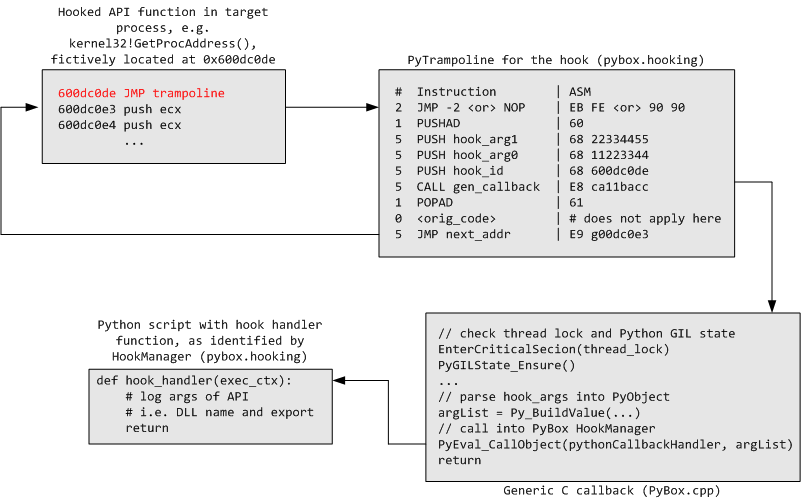 Hooked API function in target
process, e.g.
kernel32!GetProcAddress(),
fictively located at 0x600dc0de
600dc0de JMP trampoline
600dc0e3 push ecx
600dc0e4 push ecx
...
PyTrampoline for the hook (pybox.hooking)
# Instruction | ASM
2 JMP -2 <or> NOP | EB FE <or> 90 90
1 PUSHAD | 60
5 PUSH hook_arg1 | 68 22334455
5 PUSH hook_arg0 | 68 11223344
5 PUSH hook_id | 68 600dc0de
5 CALL gen_callback | E8 ca11bacc
1 POPAD | 61
0 <orig_code> | # does not apply here
5 JMP next_addr | E9 g00dc0e3
Python script with hook handler
function, as identified by
HookManager (pybox.hooking)
def hook_handler(exec_ctx):
# log args of API
# i.e. DLL name and export
return
// check thread lock and Python GIL state
EnterCriticalSecion(thread_lock)
PyGILState_Ensure()
...
// parse hook_args into PyObject
argList = Py_BuildValue(...)
// call into PyBox HookManager
PyEval_CallObject(pythonCallbackHandler, argList)
return
Generic C callback (PyBox.cpp)